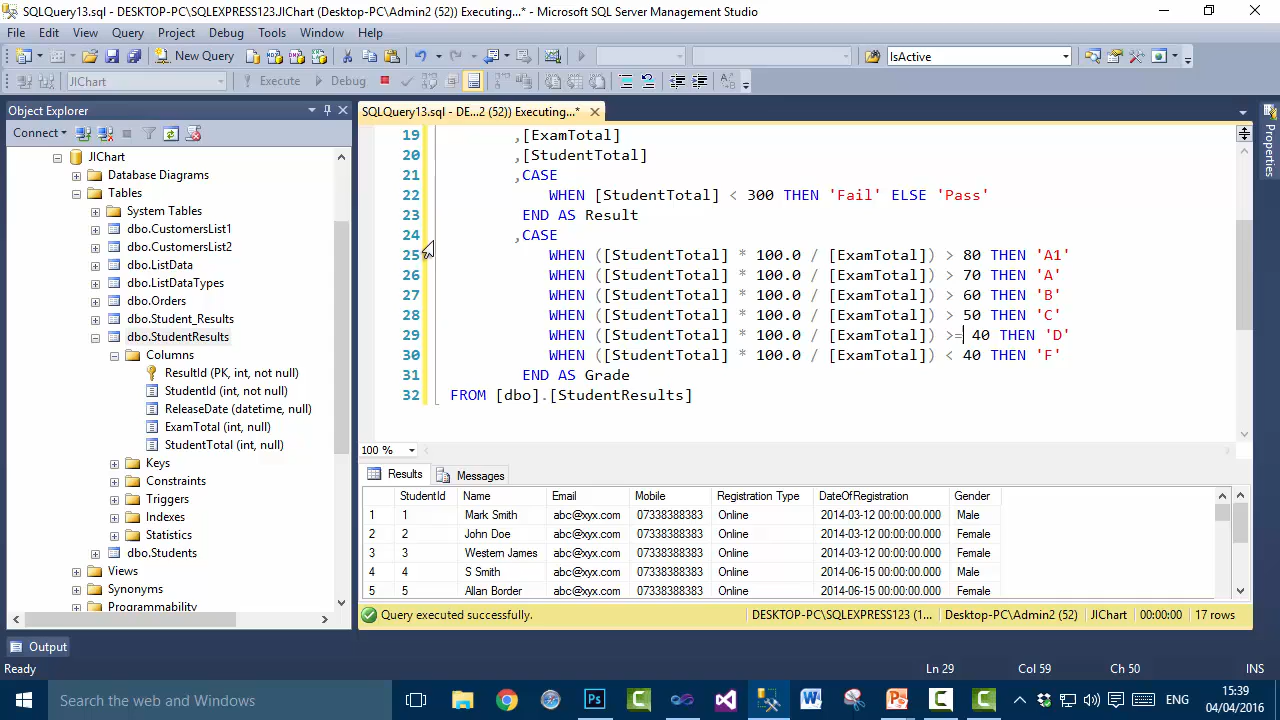 SQLQuery13.sql - DESKTOP-PC\SQLEXPRESS123.JIChart (Desktop-PC\Admin2 (52)) Executing...* - Microsoft SQL Server Management Studio
File Edit View Query Project Debug Tools Window Help
New Query IsActive
JIChart Execute Debug
Object Explorer
Connect
JIChart
Database Diagrams
Tables
System Tables
dbo.CustomersList1
dbo.CustomersList2
dbo.ListData
dbo.ListDataTypes
dbo.Orders
dbo.Student_Results
dbo.StudentResults
Columns
ResultId (PK, int, not null)
StudentId (int, not null)
ReleaseDate (datetime, null)
ExamTotal (int, null)
StudentTotal (int, null)
Keys
Constraints
Triggers
Indexes
Statistics
dbo.Students
Views
Synonyms
Programmability
SQLQuery13.sql - DE...2 (52)) Executing...*
19 ,[ExamTotal]
20 ,[StudentTotal]
21 ,CASE
22 WHEN [StudentTotal] < 300 THEN 'Fail' ELSE 'Pass'
23 END AS Result
24 ,CASE
25 WHEN ([StudentTotal] * 100.0 / [ExamTotal]) > 80 THEN 'A1'
26 WHEN ([StudentTotal] * 100.0 / [ExamTotal]) > 70 THEN 'A'
27 WHEN ([StudentTotal] * 100.0 / [ExamTotal]) > 60 THEN 'B'
28 WHEN ([StudentTotal] * 100.0 / [ExamTotal]) > 50 THEN 'C'
29 WHEN ([StudentTotal] * 100.0 / [ExamTotal]) >= 40 THEN 'D'
30 WHEN ([StudentTotal] * 100.0 / [ExamTotal]) < 40 THEN 'F'
31 END AS Grade
32 FROM [dbo].[StudentResults]
100 %
Results Messages
StudentId Name Email Mobile Registration Type DateOfRegistration Gender
1 1 Mark Smith abc@xyx.com 07338388383 Online 2014-03-12 00:00:00.000 Male
2 2 John Doe abc@xyx.com 07338388383 Online 2014-03-12 00:00:00.000 Female
3 3 Western James abc@xyx.com 07338388383 Online 2014-03-12 00:00:00.000 Female
4 4 S Smith abc@xyx.com 07338388383 Online 2014-06-15 00:00:00.000 Male
5 5 Allan Border abc@xyx.com 07338388383 Online 2014-06-15 00:00:00.000 Female
Query executed successfully. DESKTOP-PC\SQLEXPRESS123 (1... Desktop-PC\Admin2 (52) JIChart 00:00:00 17 rows
Properties
Output
Ready Ln 29 Col 59 Ch 50 INS
Search the web and Windows
ENG
15:39
04/04/2016